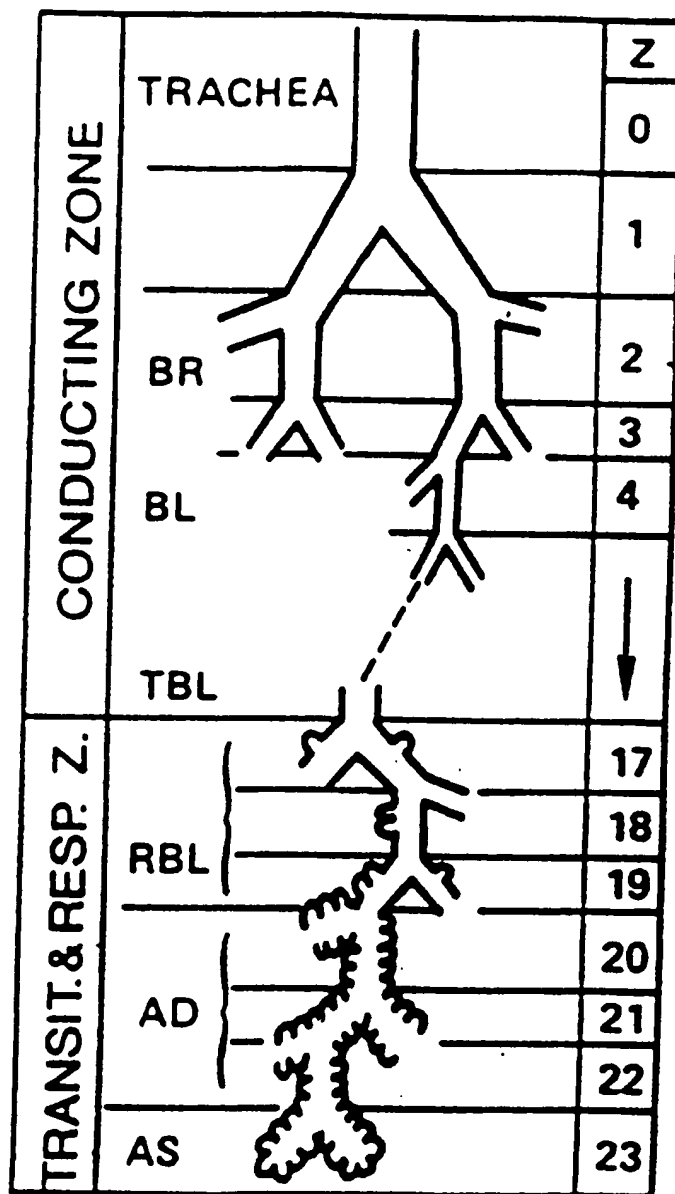 Z
TRACHEA
0
1
BR
2
3
BL
4
TBL
17
18
RBL
19
20
AD
21
22
AS
23
CONDUCTING ZONE
TRANSIT.& RESP. Z.